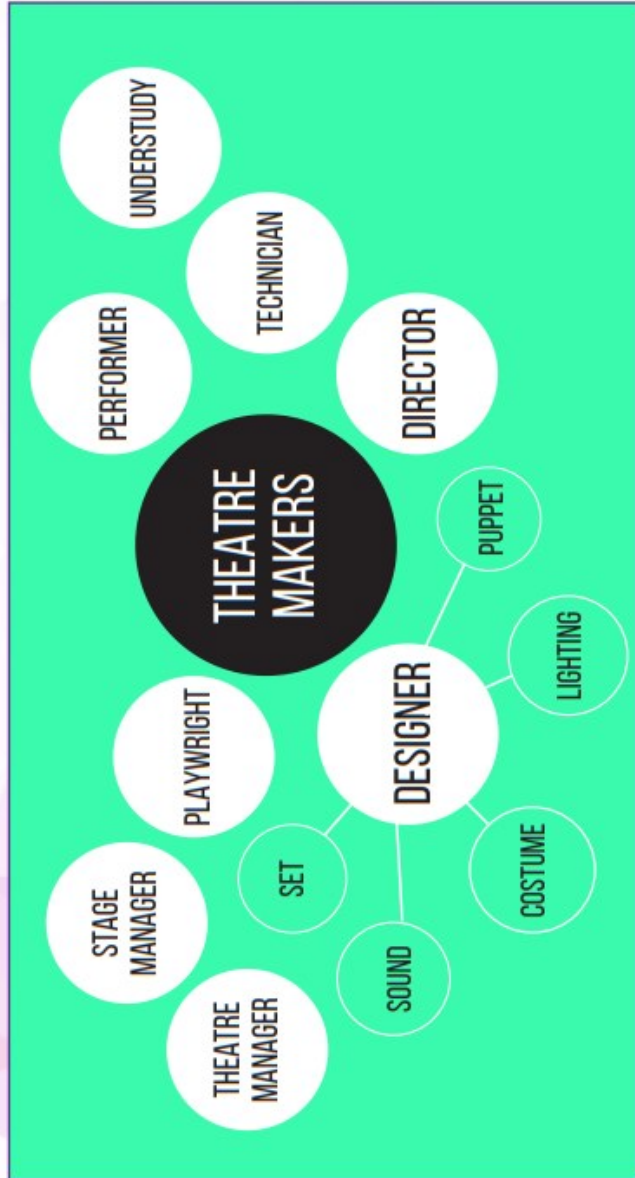 STAGE
MANAGER
PERFORMER
UNDERSTUDY
THEATRE
MANAGER
PLAYWRIGHT
THEATRE
MAKERS
TECHNICIAN
SET
DESIGNER
DIRECTOR
SOUND
PUPPET
COSTUME
LIGHTING